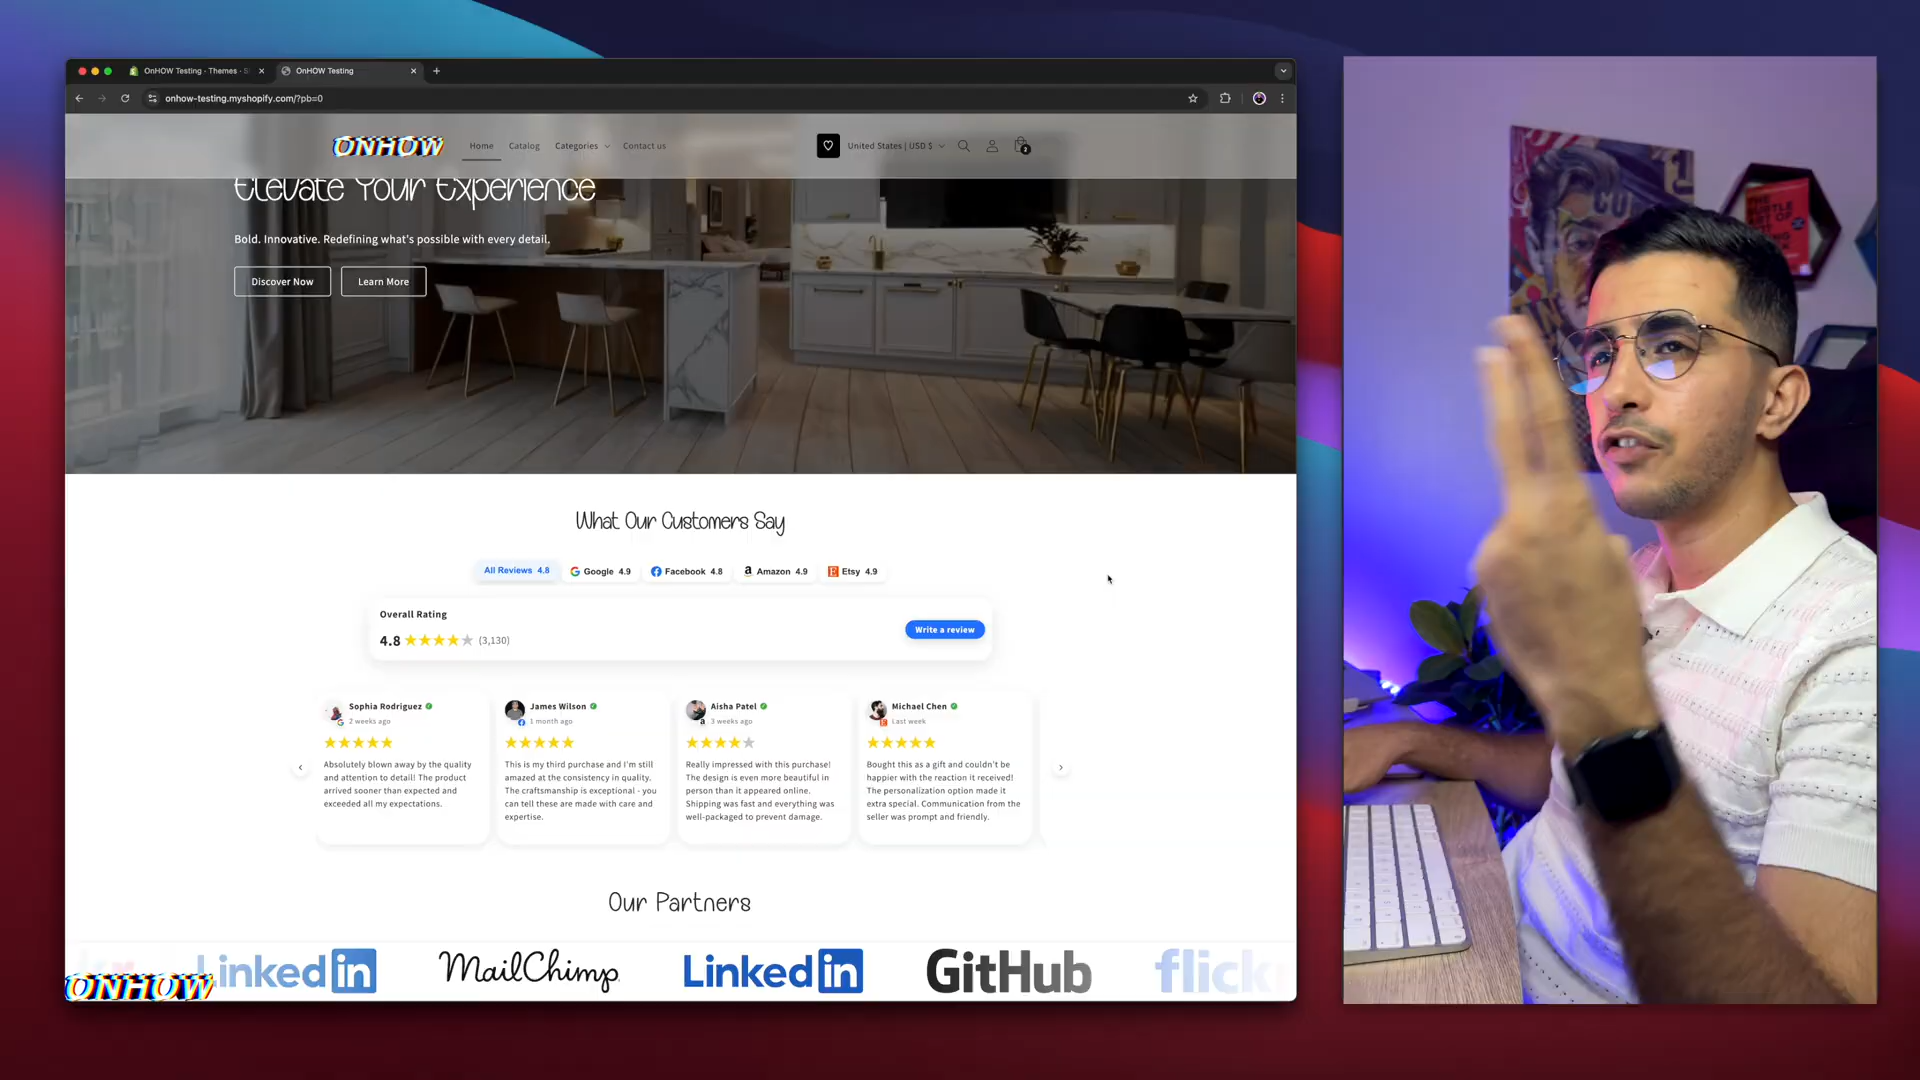 OnHOW Testing · Themes · S
OnHOW Testing
onhow-testing.myshopify.com/?pb=0
ONHOW
Home
Catalog
Categories
Contact us
United States | USD $
2
Elevate Your Experience
Bold. Innovative. Redefining what's possible with every detail.
Discover Now
Learn More
What Our Customers Say
All Reviews 4.8
Google 4.9
Facebook 4.8
Amazon 4.9
Etsy 4.9
Overall Rating
4.8
(3,130)
Write a review
Sophia Rodriguez
2 weeks ago
Absolutely blown away by the quality
and attention to detail! The product
arrived sooner than expected and
exceeded all my expectations.
James Wilson
1 month ago
This is my third purchase and I'm still
amazed at the consistency in quality.
The craftsmanship is exceptional - you
can tell these are made with care and
expertise.
Aisha Patel
3 weeks ago
Really impressed with this purchase!
The design is even more beautiful in
person than it appeared online.
Shipping was fast and everything was
well-packaged to prevent damage.
Michael Chen
Last week
Bought this as a gift and couldn't be
happier with the reaction it received!
The personalization option made it
extra special. Communication from the
seller was prompt and friendly.
Our Partners
Linked in
MailChimp
Linked in
GitHub
flickr
ONHOW